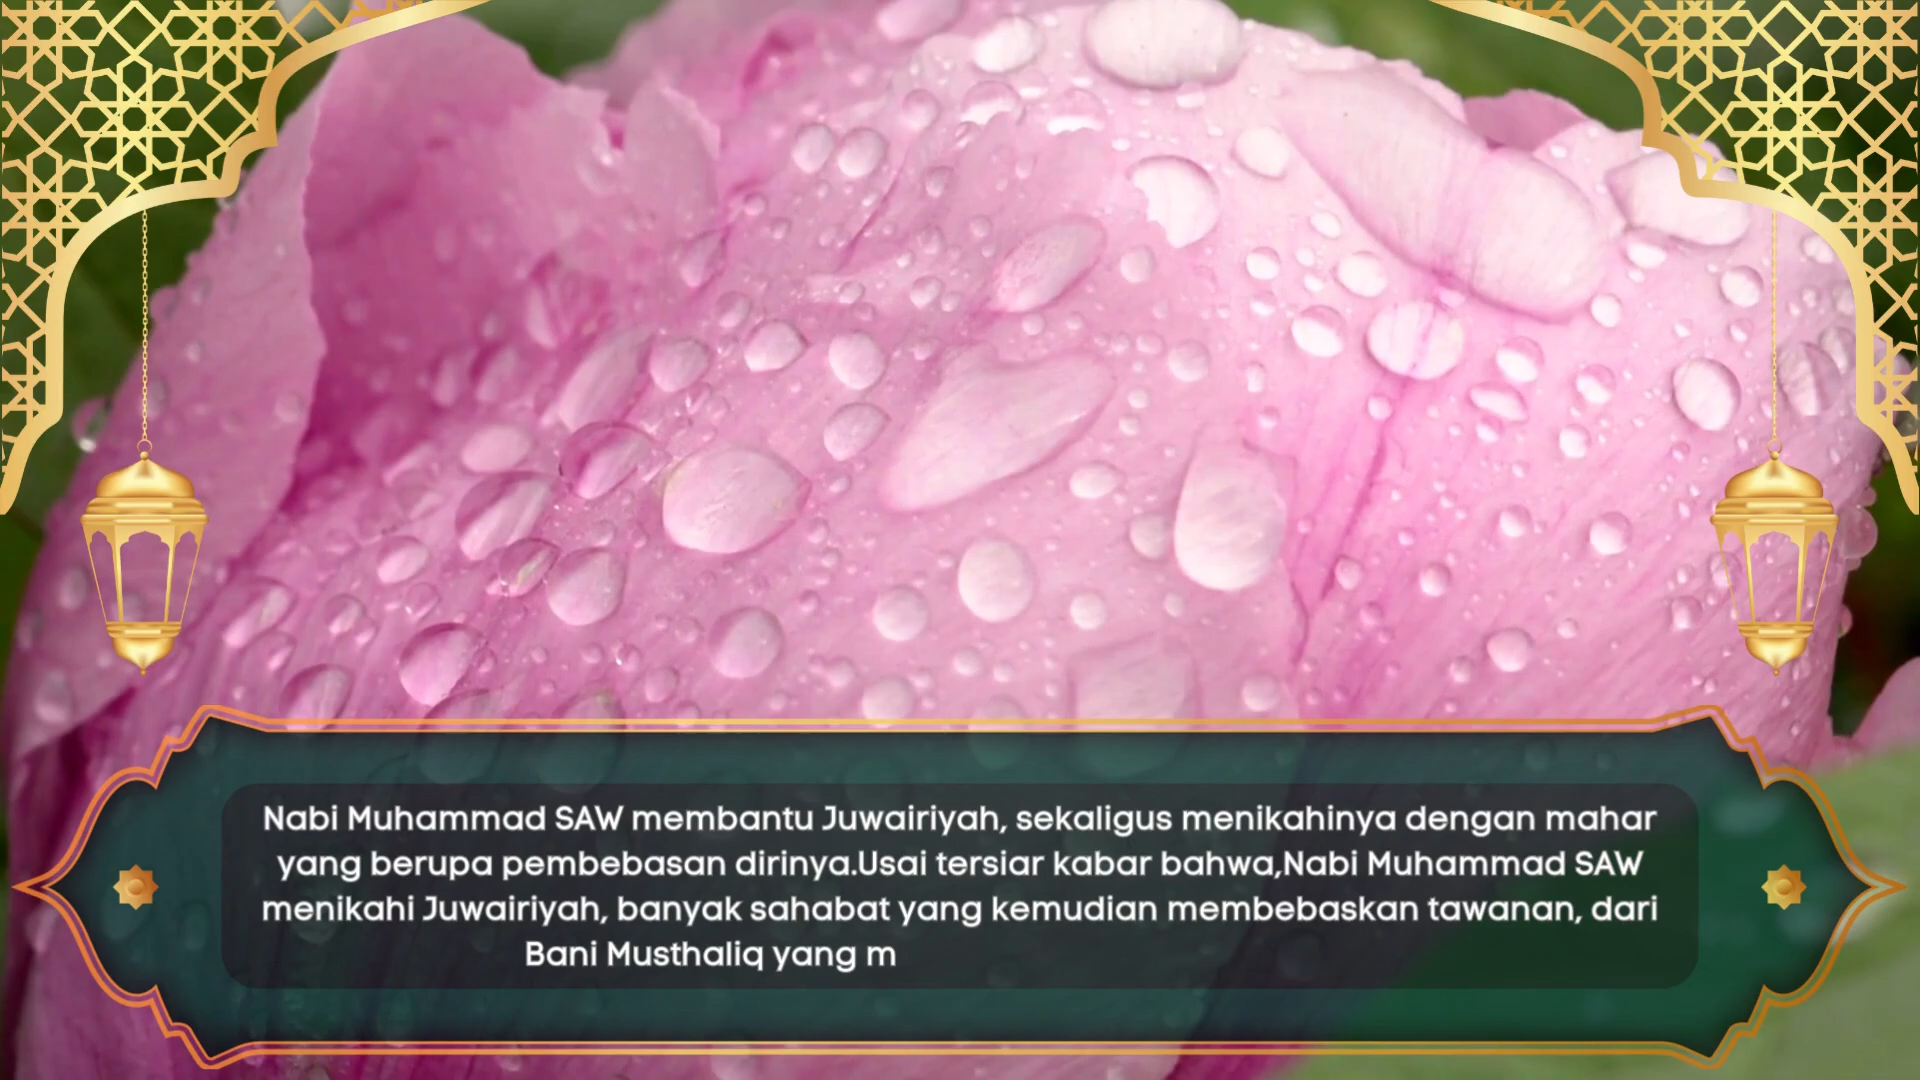 Nabi Muhammad SAW membantu Juwairiyah, sekaligus menikahinya dengan mahar
yang berupa pembebasan dirinya.Usai tersiar kabar bahwa,Nabi Muhammad SAW
menikahi Juwairiyah, banyak sahabat yang kemudian membebaskan tawanan, dari
Bani Musthaliq yang m